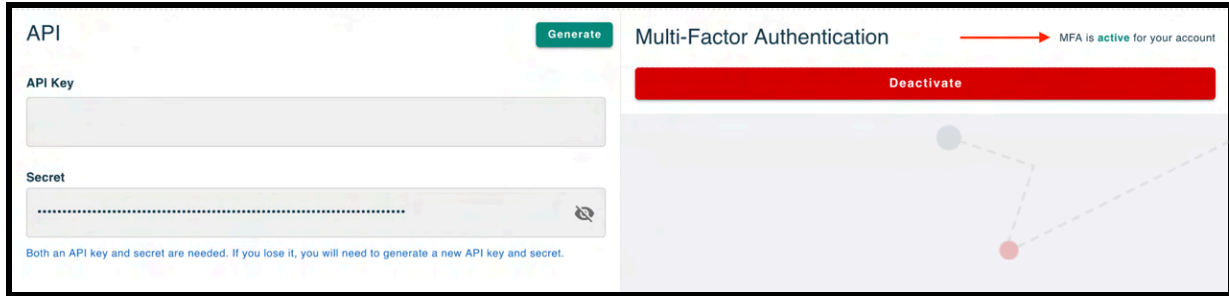 API
Generate
API Key
Secret
••••••••••••••••••••••••••••••••••••••••••••••••••••••••••••••••••••••••••
Both an API key and secret are needed. If you lose it, you will need to generate a new API key and secret.
Multi-Factor Authentication
MFA is active for your account
Deactivate